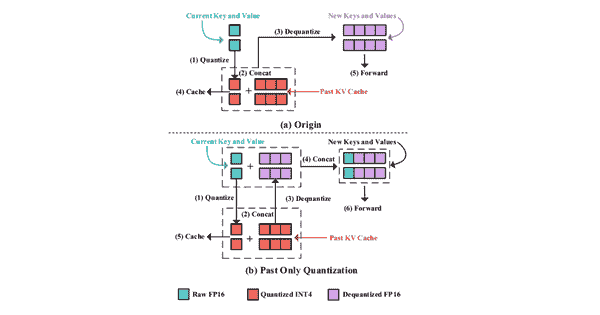 Current Key and Value
New Keys and Values
(3) Dequantize
(1) Quantize
(5) Forward
(2) Concat
(4) Cache
Past KV Cache
(a) Origin
Current Key and Value
New Keys and Values
(4) Concat
(1) Quantize
(3) Dequantize
(6) Forward
(2) Concat
(5) Cache
Past KV Cache
(b) Past Only Quantization
Raw FP16
Quantized INT4
Dequantized FP16